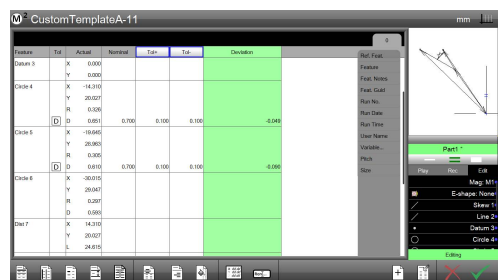 M² CustomTemplateA-11 mm
Feature Tol Actual Nominal Tol+ Tol- Deviation
Datum 3 X 0.000
Y 0.000
Circle 4 X -14.310
Y 20.027
R 0.326
D D 0.651 0.700 0.100 0.100 -0.049
Circle 5 X -19.645
Y 28.963
R 0.305
D D 0.610 0.700 0.100 0.100 -0.090
Circle 6 X -30.015
Y 29.047
R 0.297
D 0.593
Dist 7 X 14.310
Y 20.027
L 24.615
Ref. Feat.
Feature
Feat. Notes
Feat. Guid
Run No.
Run Date
Run Time
User Name
Variable...
Pitch
Size
Part1 *
Play Rec Edit
Mag: M1
E-shape: None
Skew 1
Line 2
Datum 3
Circle 4
Editing